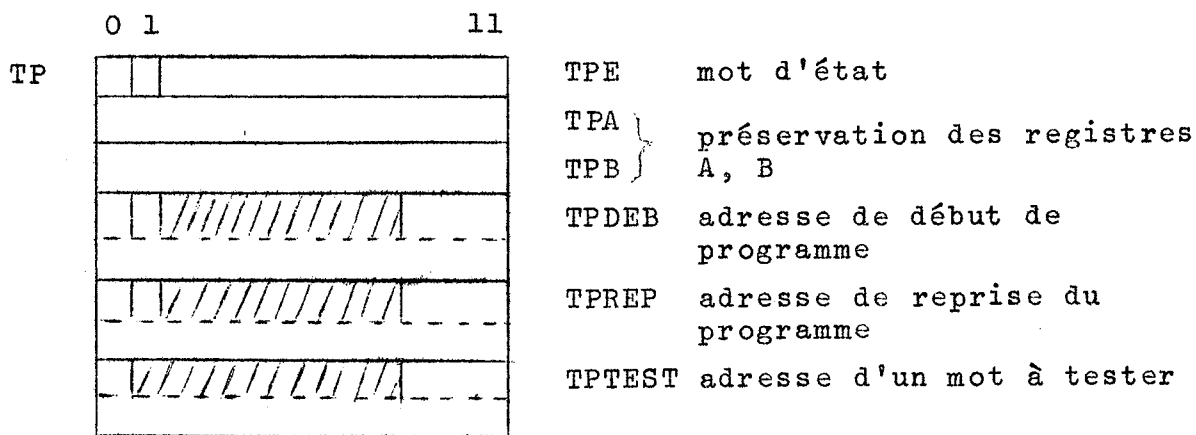 0 1 11
TP TPE mot d'état
TPA préservation des registres
TPB A, B
TPDEB adresse de début de
programme
TPREP adresse de reprise du
programme
TPTEST adresse d'un mot à tester